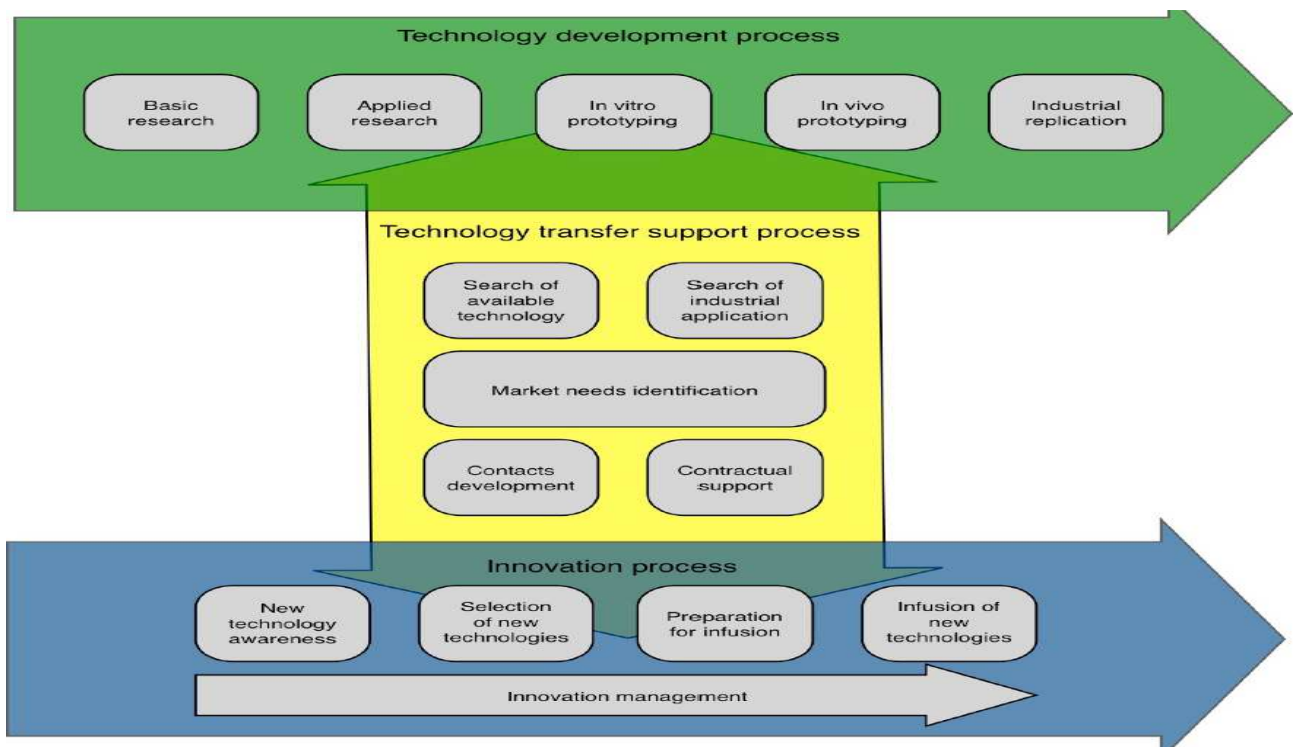 Technology development process
Basic
research
Applied
research
In vitro
prototyping
In vivo
prototyping
Industrial
replication
Technology transfer support process
Search of
available
technology
Search of
industrial
application
Market needs identification
Contacts
development
Contractual
support
Innovation process
New
technology
awareness
Selection
of new
technologies
Preparation
for infusion
Infusion of
new
technologies
Innovation management